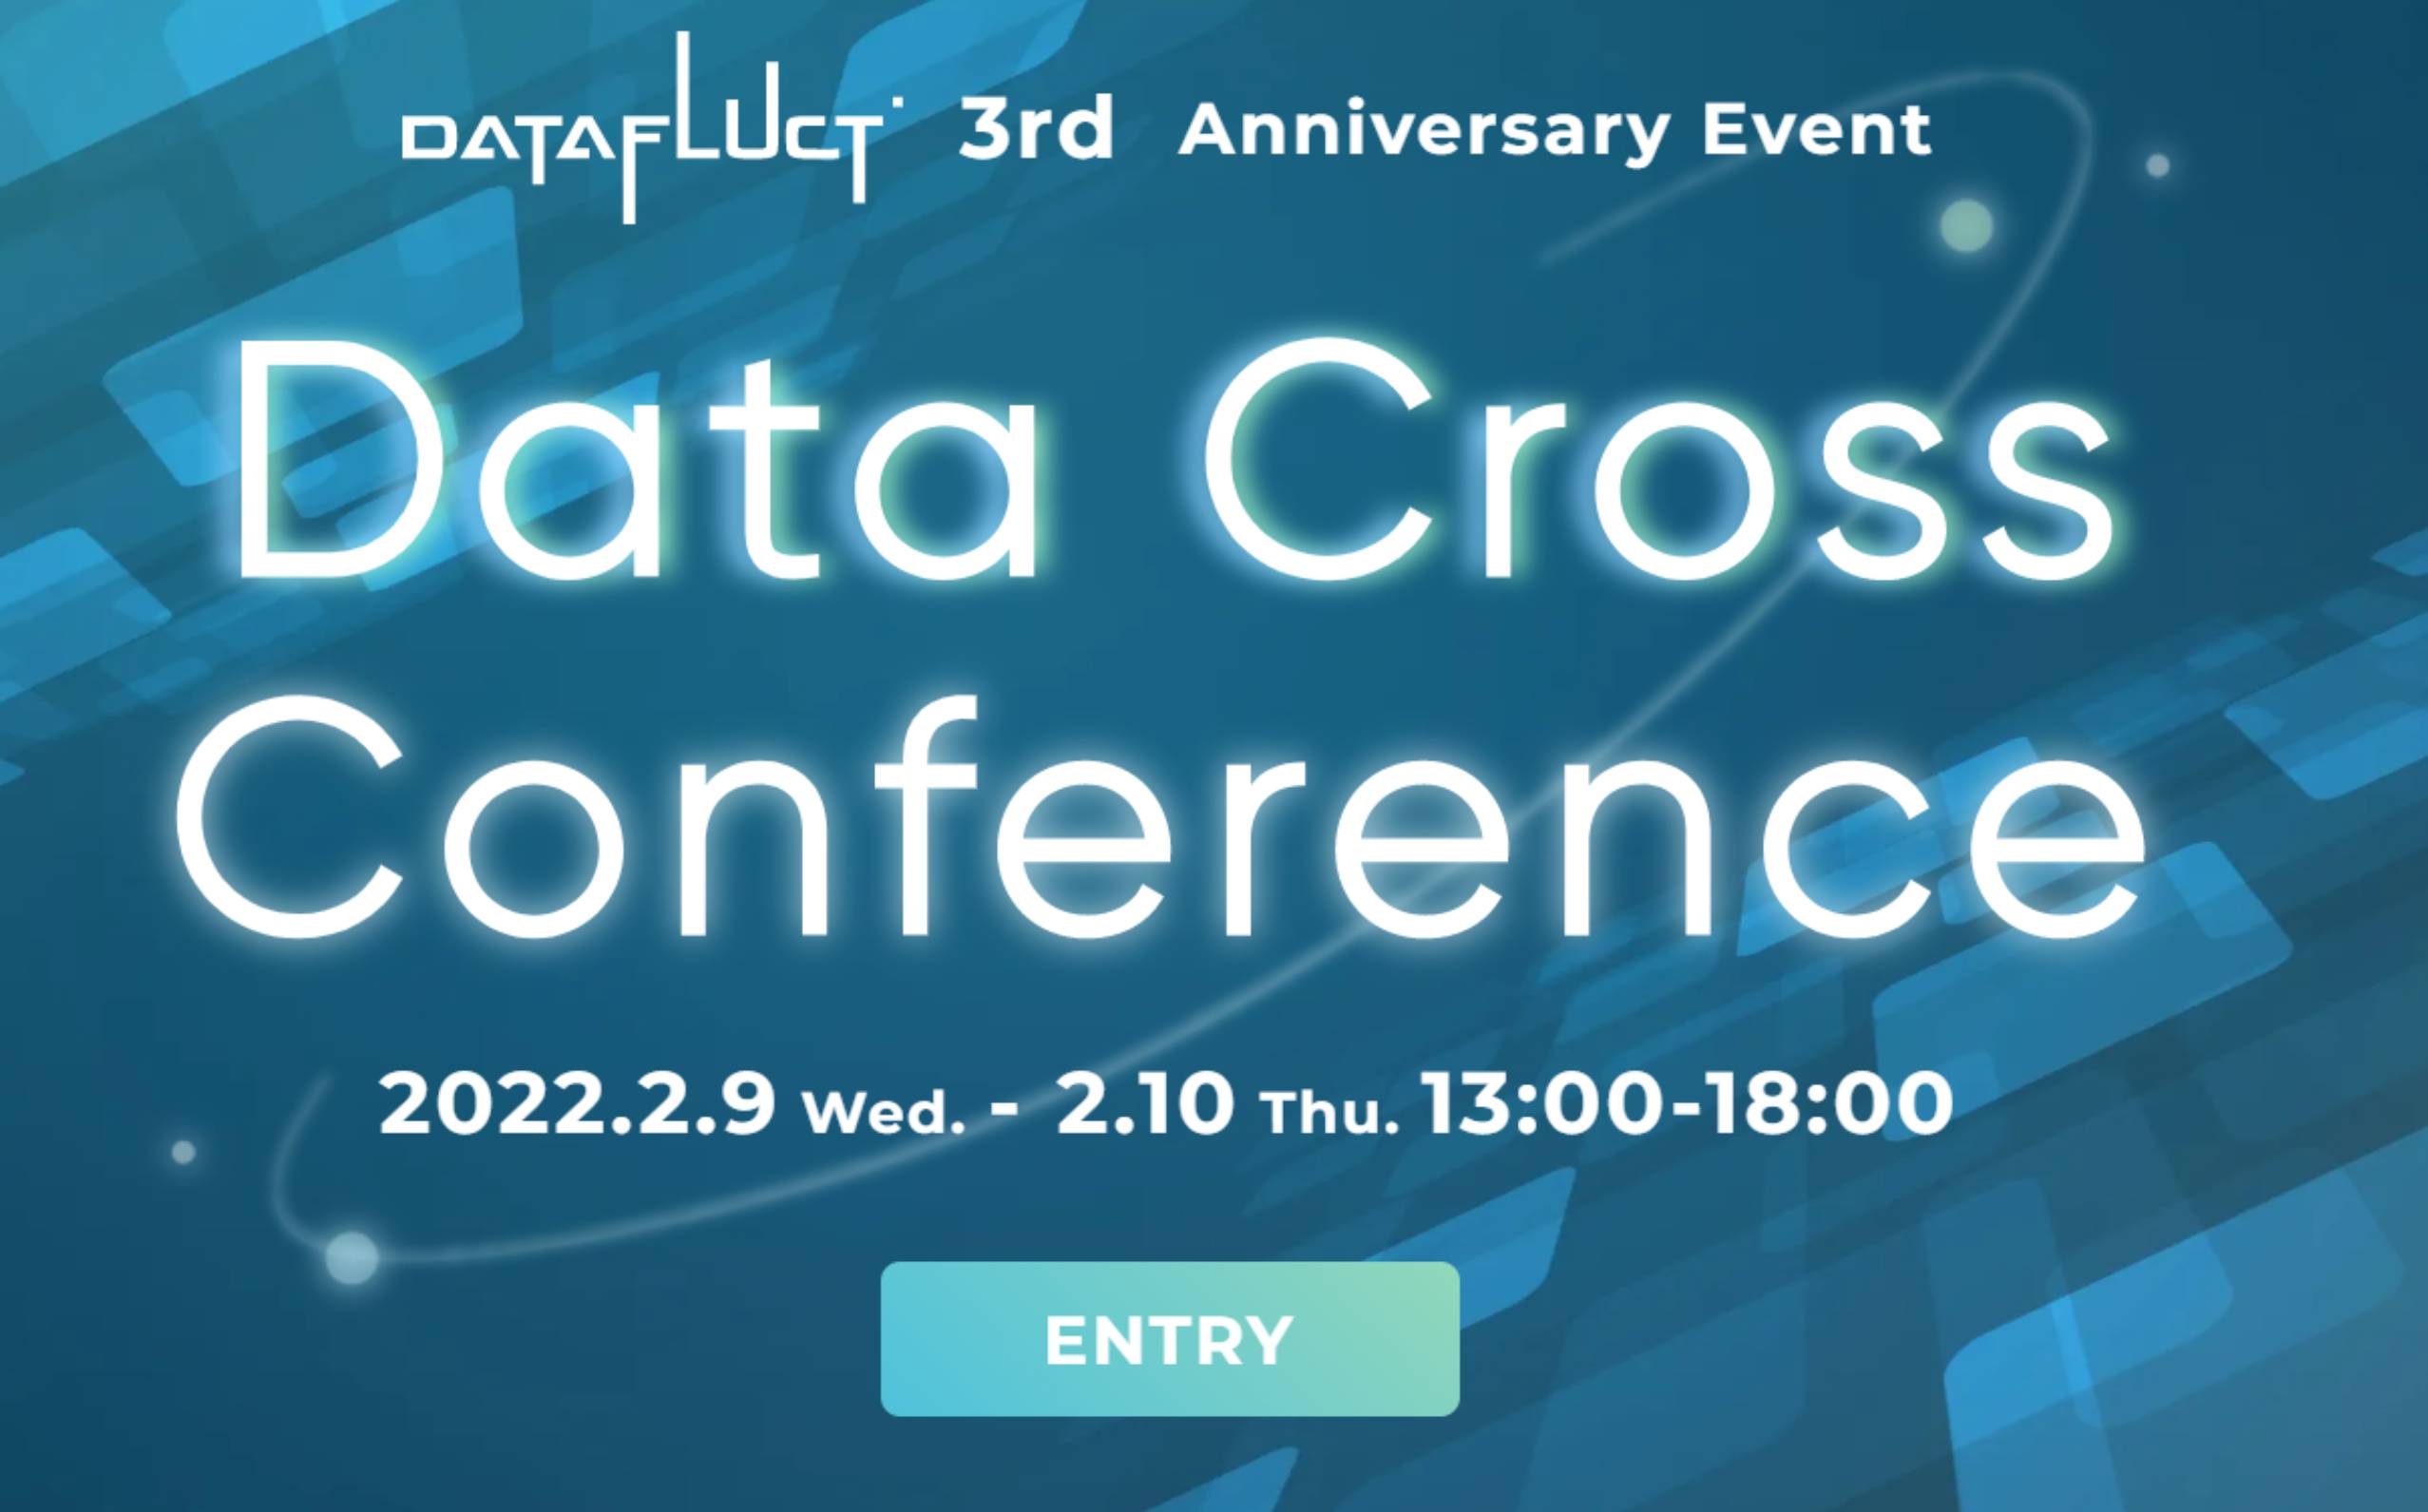 DATAFLUCT 3rd Anniversary Event
Data Cross
Conference
2022.2.9 Wed. - 2.10 Thu. 13:00-18:00
ENTRY